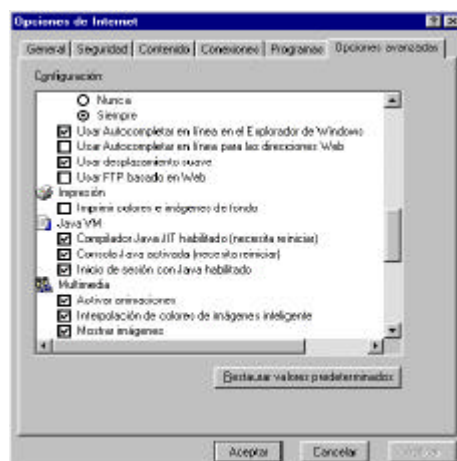 Opciones de Internet
General Seguridad Contenido Conexiones Programas Opciones avanzadas
Configuración:
Nunca
Siempre
Usar Autocompletar en línea en el Explorador de Windows
Usar Autocompletar en línea para las direcciones Web
Usar desplazamiento suave
Usar FTP basado en Web
Impresión
Imprimir colores e imágenes de fondo
Java VM
Compilador Java JIT habilitado (necesita reiniciar)
Consola Java activada (necesita reiniciar)
Inicio de sesión con Java habilitado
Multimedia
Activar animaciones
Interpolación de colores de imágenes inteligente
Mostrar imágenes
Restaurar valores predeterminados
Aceptar Cancelar